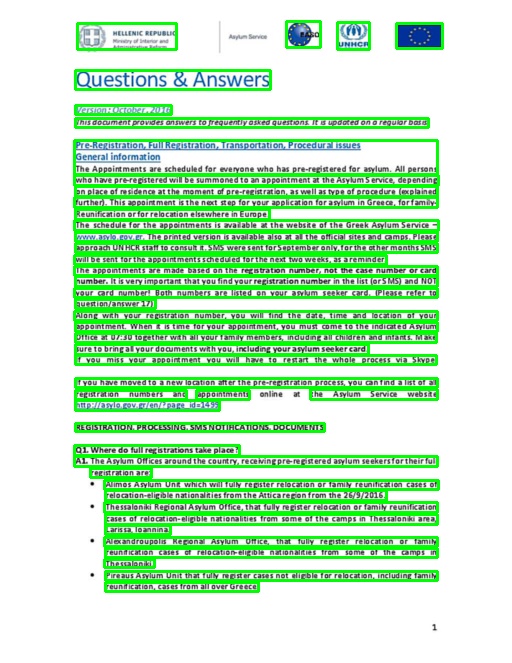 HELLENIC REPUBLIC
Ministry of Interior and
Administrative Reform
Asylum Service
EASO
UNHCR
Questions & Answers
Version: October, 2016
This document provides answers to frequently asked questions. It is updated on a regular basis
Pre-Registration, Full Registration, Transportation, Procedural issues
General information
The Appointments are scheduled for everyone who has pre-registered for asylum. All persons
who have pre-registered will be summoned to an appointment at the Asylum Service, depending
on place of residence at the moment of pre-registration, as well as type of procedure (explained
further). This appointment is the next step for your application for asylum in Greece, for family-
Reunification or for relocation elsewhere in Europe
The schedule for the appointments is available at the website of the Greek Asylum Service –
www.asylo.gov.gr. The printed version is available also at all the official sites and camps. Please
approach UNHCR staff to consult it. SMS were sent for September only, for the other months SMS
will be sent for the appointments scheduled for the next two weeks, as a reminder
The appointments are made based on the registration number, not the case number or card
number. It is very important that you find your registration number in the list (or SMS) and NOT
your card number! Both numbers are listed on your asylum seeker card. (Please refer to
question/answer 17)
Along with your registration number, you will find the date, time and location of your
appointment. When it is time for your appointment, you must come to the indicated Asylum
Office at 07:30 together with all your family members, including all children and infants. Make
sure to bring all your documents with you, including your asylum seeker card.
If you miss your appointment you will have to restart the whole process via Skype
If you have moved to a new location after the pre-registration process, you can find a list of all
registration numbers and appointments online at the Asylum Service website
http://asylo.gov.gr/en/?page_id=1495
REGISTRATION, PROCESSING, SMS NOTIFICATIONS, DOCUMENTS
Q1. Where do full registrations take place?
A1. The Asylum Offices around the country, receiving pre-registered asylum seekers for their full
registration are:
• Alimos Asylum Unit which will fully register relocation or family reunification cases of
relocation-eligible nationalities from the Attica region from the 26/9/2016
• Thessaloniki Regional Asylum Office, that fully register relocation or family reunification
cases of relocation-eligible nationalities from some of the camps in Thessaloniki area,
Larissa, Ioannina.
• Alexandroupolis Regional Asylum Office, that fully register relocation or family
reunification cases of relocation-eligible nationalities from some of the camps in
Thessaloniki.
• Piraeus Asylum Unit that fully register cases not eligible for relocation, including family
reunification, cases from all over Greece
1